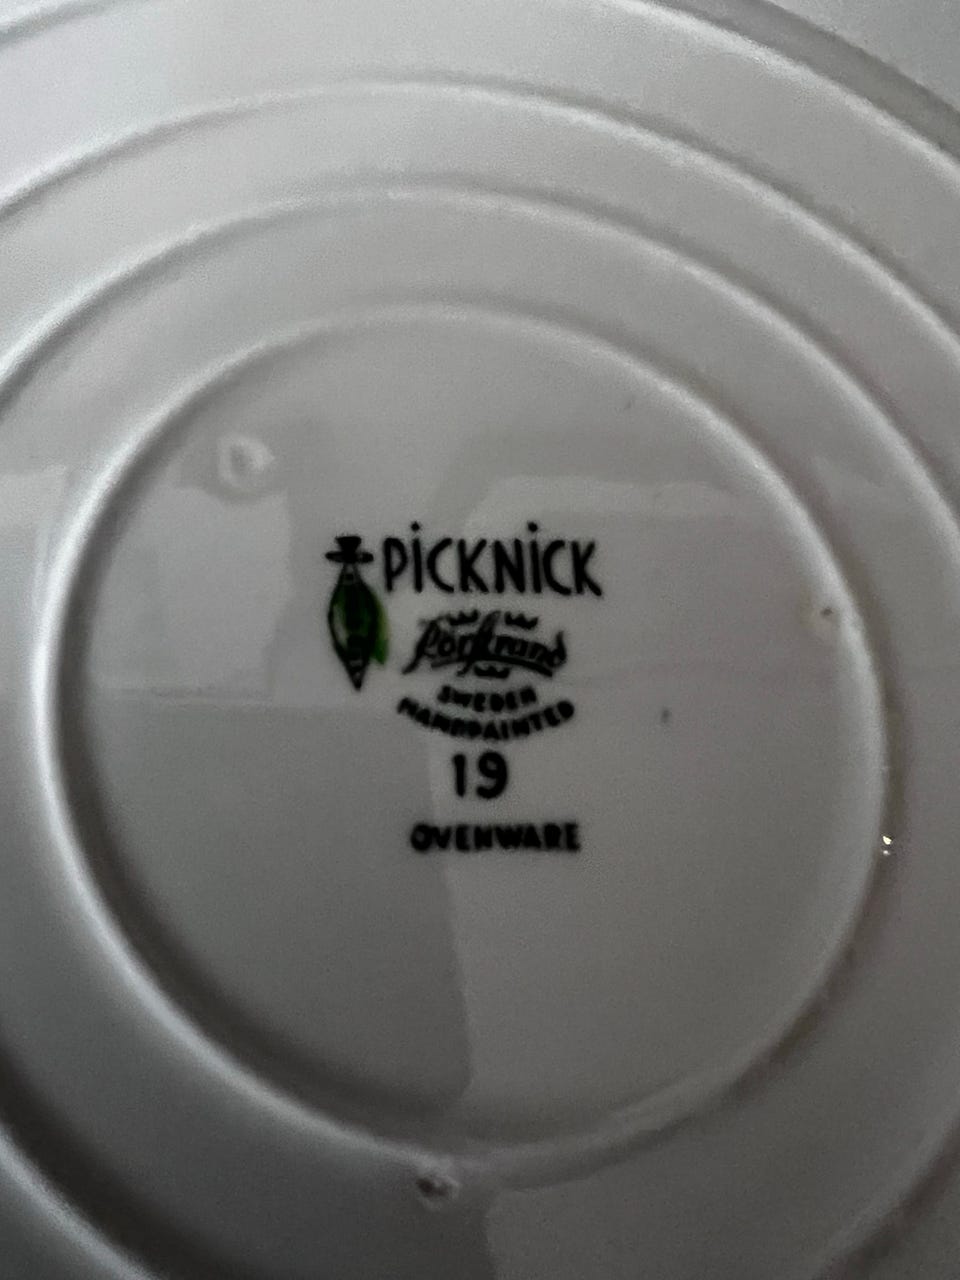 PiCKNiCK
Rörstrand
SWEDEN
HANDPAINTED
19
OVENWARE